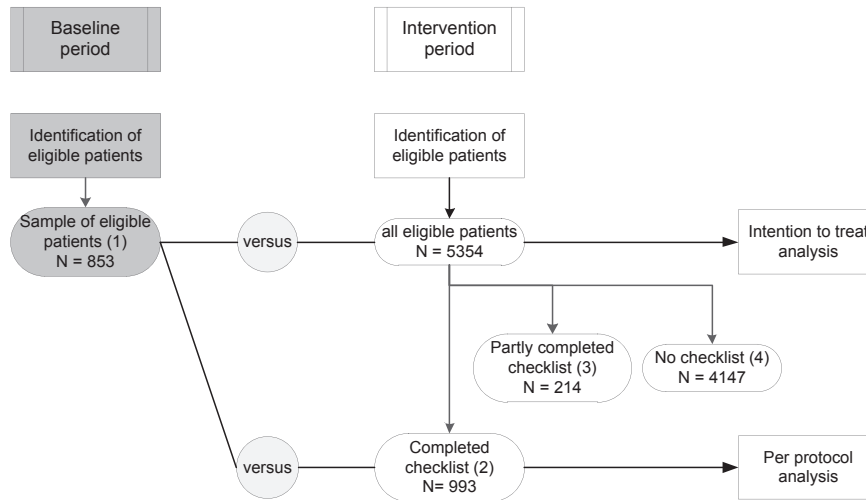 Baseline
period
Intervention
period
Identification of
eligible patients
Identification of
eligible patients
Sample of eligible
patients (1)
N = 853
versus
all eligible patients
N = 5354
Intention to treat
analysis
Partly completed
checklist (3)
N = 214
No checklist (4)
N = 4147
versus
Completed
checklist (2)
N= 993
Per protocol
analysis